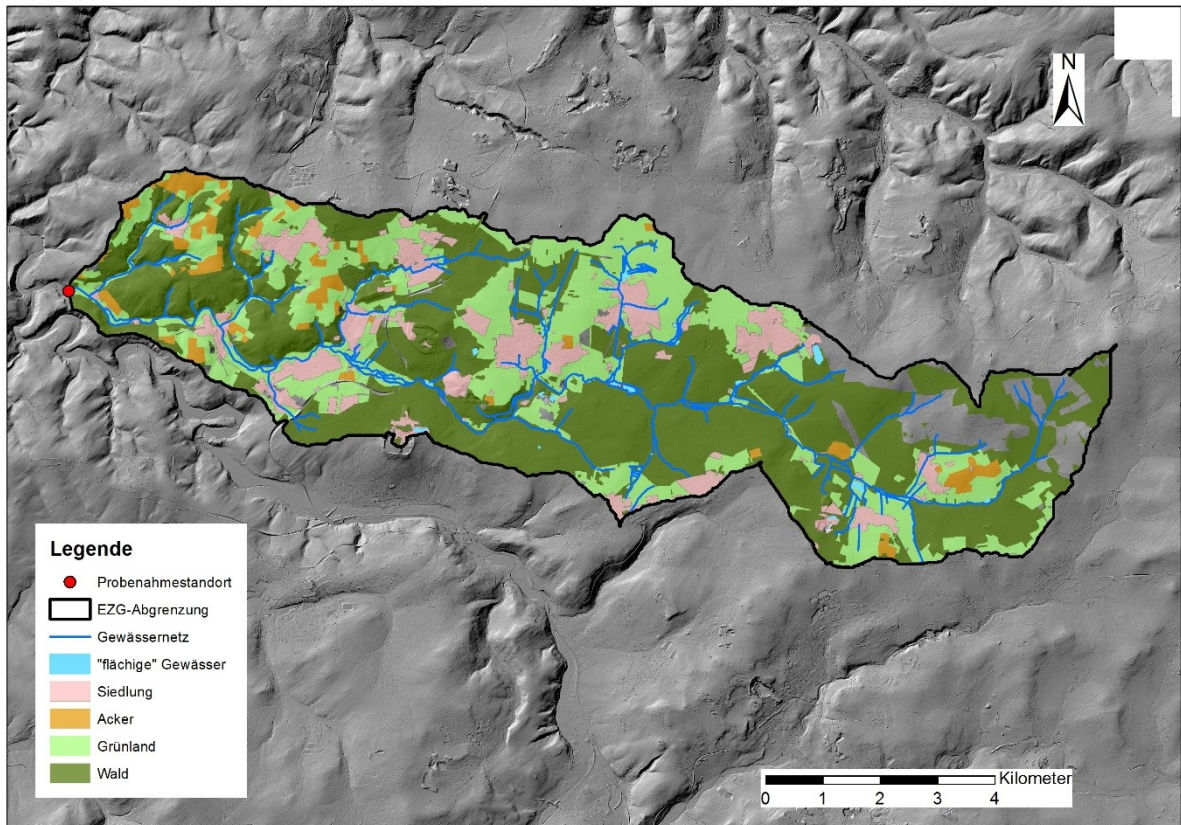 N
Legende
Probenahmestandort
EZG-Abgrenzung
Gewässernetz
"flächige" Gewässer
Siedlung
Acker
Grünland
Wald
Kilometer
0 1 2 3 4